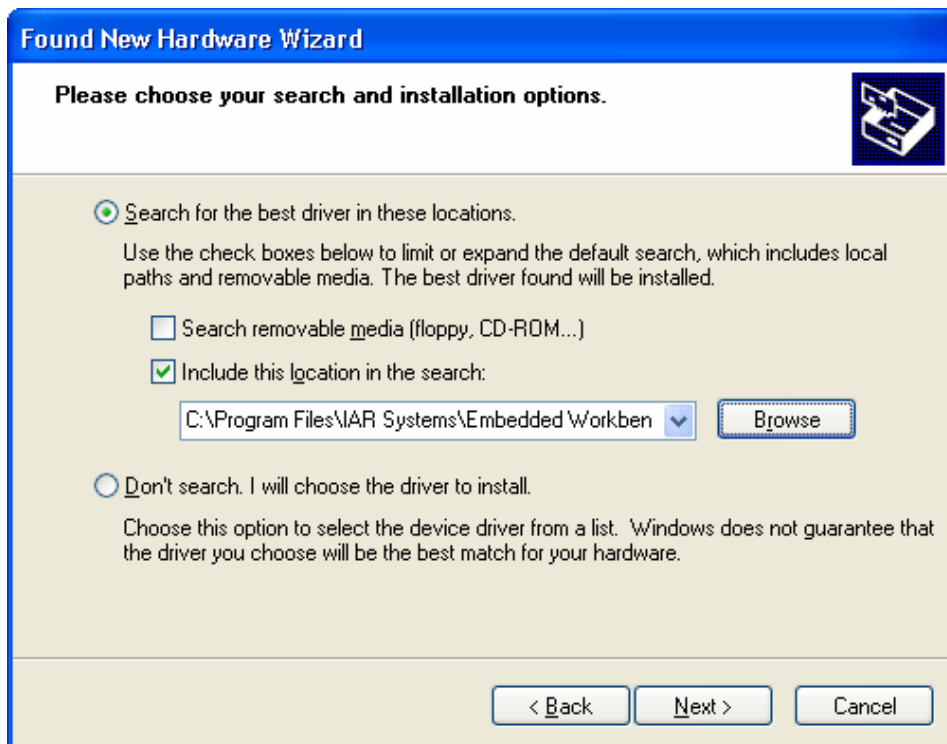 Found New Hardware Wizard
Please choose your search and installation options.
Search for the best driver in these locations.
Use the check boxes below to limit or expand the default search, which includes local
paths and removable media. The best driver found will be installed.
Search removable media (floppy, CD-ROM...)
Include this location in the search:
C:\Program Files\IAR Systems\Embedded Workben
Browse
Don't search. I will choose the driver to install.
Choose this option to select the device driver from a list. Windows does not guarantee that
the driver you choose will be the best match for your hardware.
< Back Next > Cancel